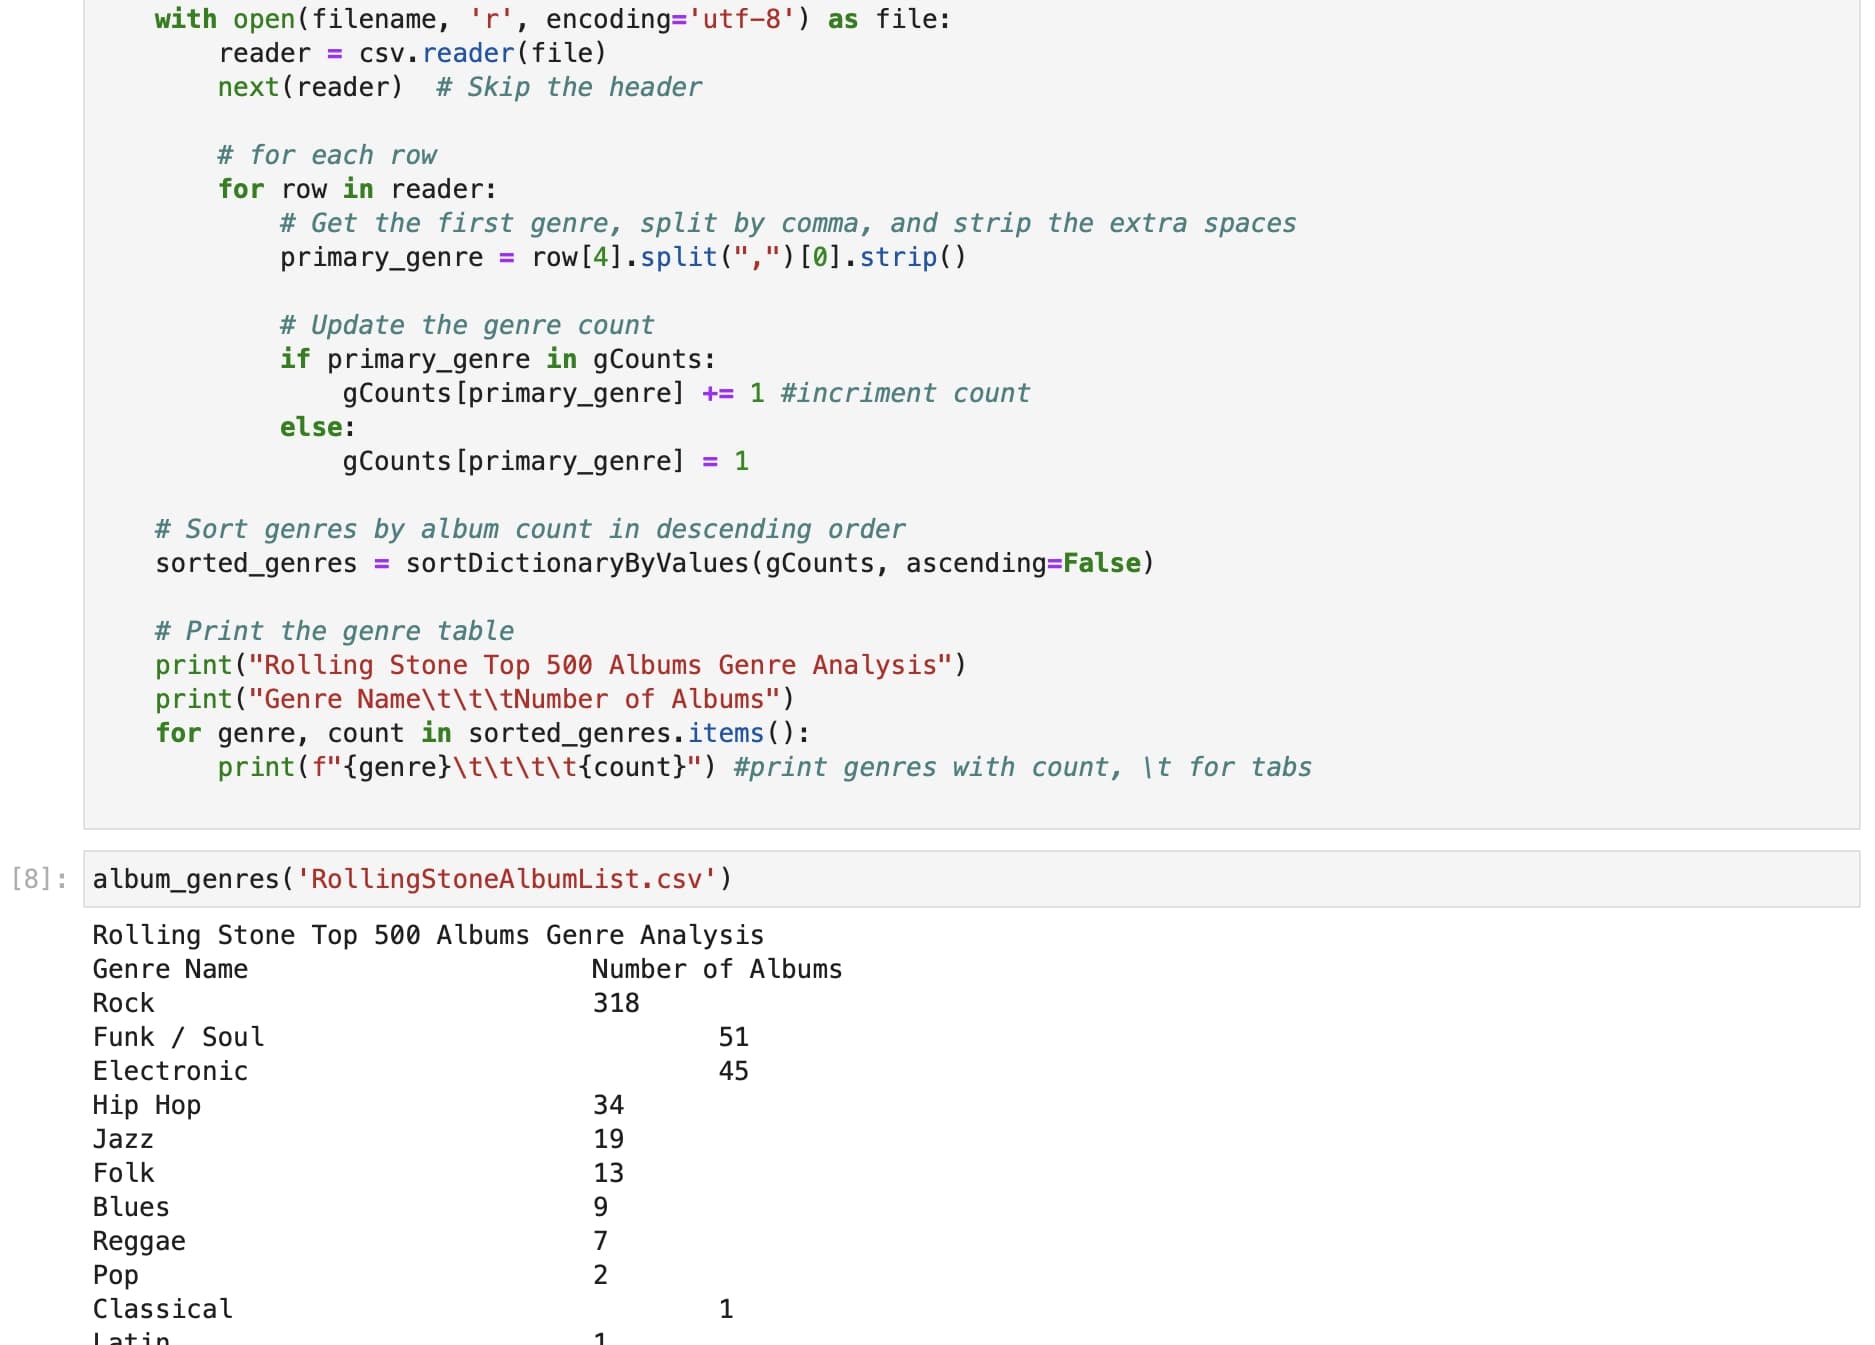 with open(filename, 'r', encoding='utf-8') as file:
reader = csv.reader(file)
next(reader)  # Skip the header
# for each row
for row in reader:
# Get the first genre, split by comma, and strip the extra spaces
primary_genre = row[4].split(",")[0].strip()
# Update the genre count
if primary_genre in gCounts:
gCounts[primary_genre] += 1 #incriment count
else:
gCounts[primary_genre] = 1
# Sort genres by album count in descending order
sorted_genres = sortDictionaryByValues(gCounts, ascending=False)
# Print the genre table
print("Rolling Stone Top 500 Albums Genre Analysis")
print("Genre Name\t\t\tNumber of Albums")
for genre, count in sorted_genres.items():
print(f"{genre}\t\t\t\t{count}") #print genres with count, \t for tabs
[8]: album_genres('RollingStoneAlbumList.csv')
Rolling Stone Top 500 Albums Genre Analysis
Genre Name Number of Albums
Rock 318
Funk / Soul 51
Electronic 45
Hip Hop 34
Jazz 19
Folk 13
Blues 9
Reggae 7
Pop 2
Classical 1
Latin 1